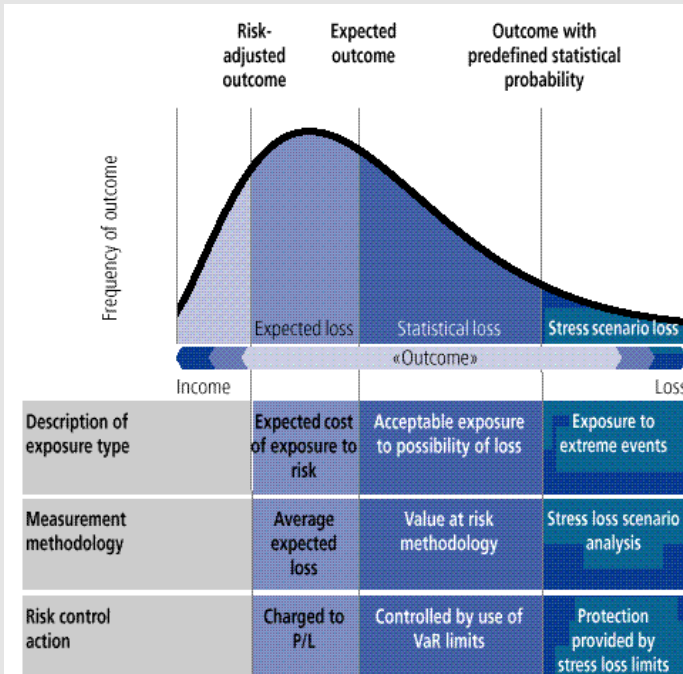 Risk-
adjusted
outcome
Expected
outcome
Outcome with
predefined statistical
probability
Frequency of outcome
Expected loss
Statistical loss
Stress scenario loss
«Outcome»
Income
Loss
Description of
exposure type
Expected cost
of exposure to
risk
Acceptable exposure
to possibility of loss
Exposure to
extreme events
Measurement
methodology
Average
expected
loss
Value at risk
methodology
Stress loss scenario
analysis
Risk control
action
Charged to
P/L
Controlled by use of
VaR limits
Protection
provided by
stress loss limits